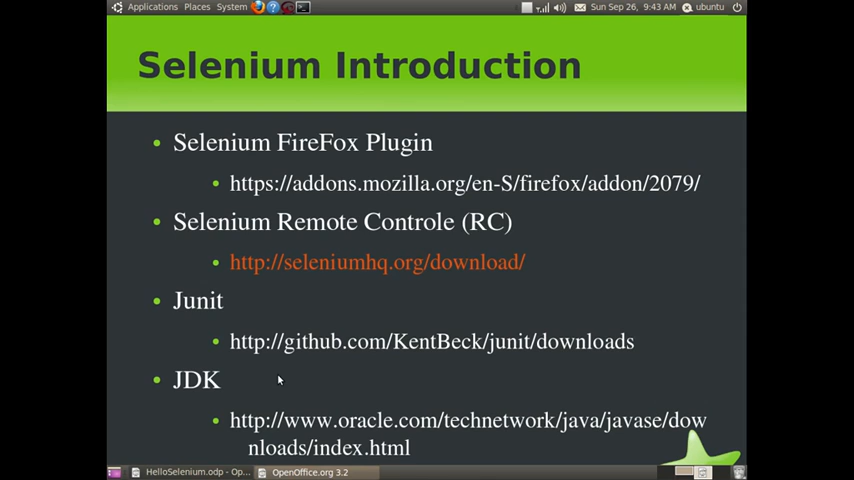 Applications Places System
Sun Sep 26, 9:43 AM ubuntu
Selenium Introduction
Selenium FireFox Plugin
https://addons.mozilla.org/en-S/firefox/addon/2079/
Selenium Remote Controle (RC)
http://seleniumhq.org/download/
Junit
http://github.com/KentBeck/junit/downloads
JDK
http://www.oracle.com/technetwork/java/javase/dow
nloads/index.html
HelloSelenium.odp - Op... OpenOffice.org 3.2